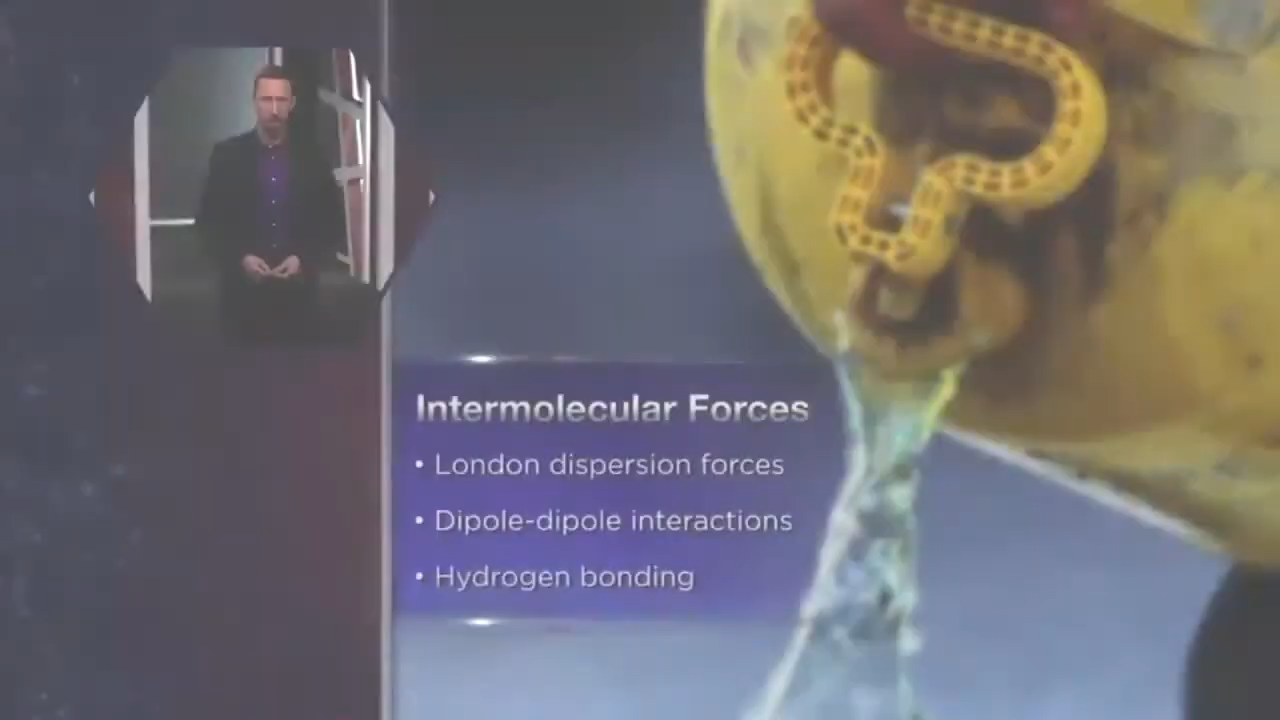 Intermolecular Forces
• London dispersion forces
• Dipole-dipole interactions
• Hydrogen bonding